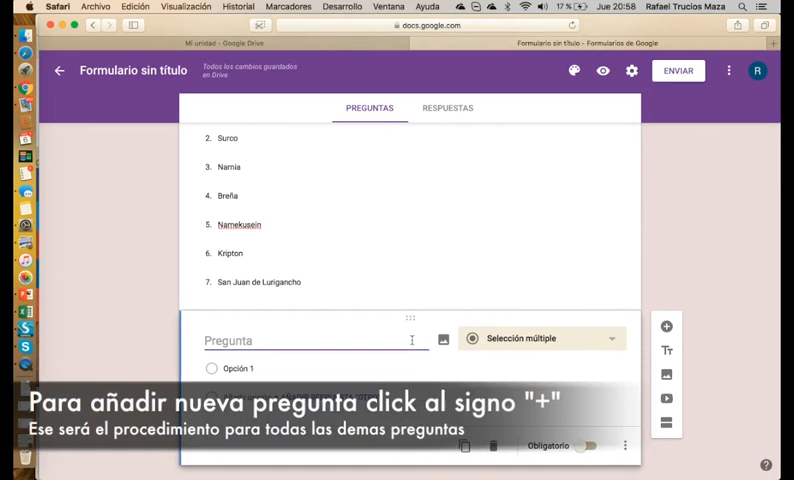 Safari Archivo Edición Visualización Historial Marcadores Desarrollo Ventana Ayuda 17 % Jue 20:58 Rafael Trucios Maza
docs.google.com
Mi unidad - Google Drive Formulario sin título - Formularios de Google
Formulario sin título
Todos los cambios guardados
en Drive
ENVIAR
R
PREGUNTAS RESPUESTAS
2. Surco
3. Narnia
4. Breña
5. Namekusein
6. Kripton
7. San Juan de Lurigancho
Pregunta
Selección múltiple
Opción 1
Para añadir nueva pregunta click al signo "+"
Ese será el procedimiento para todas las demas preguntas
Obligatorio